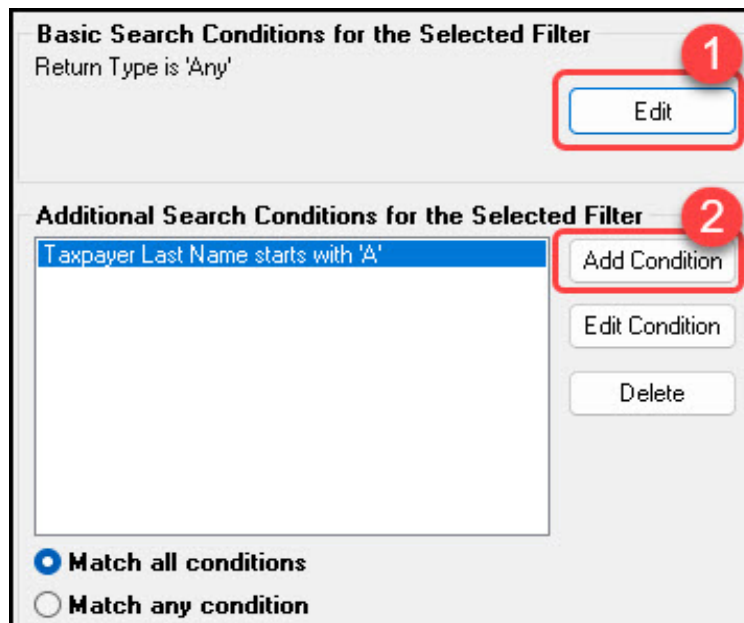 Basic Search Conditions for the Selected Filter
1
Return Type is 'Any'
Edit
Additional Search Conditions for the Selected Filter
2
Taxpayer Last Name starts with 'A'
Add Condition
Edit Condition
Delete
Match all conditions
Match any condition